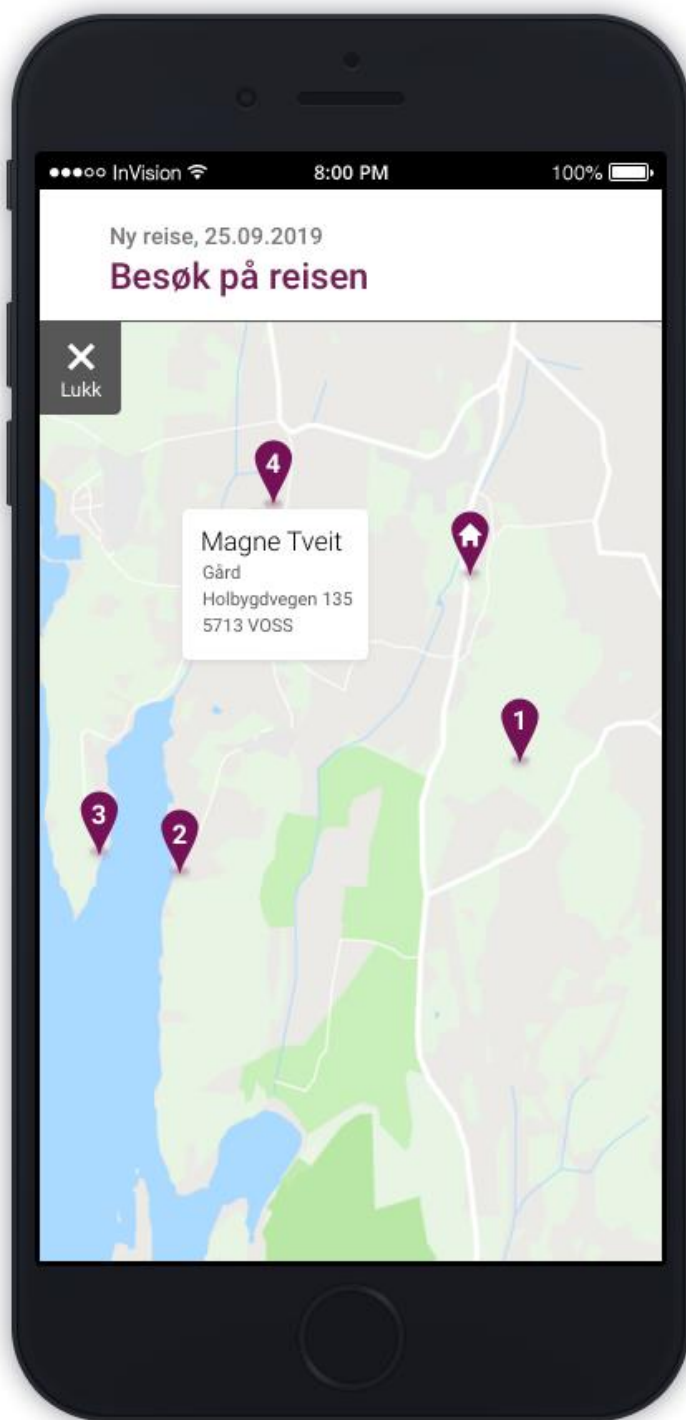 InVision 8:00 PM 100%
Ny reise, 25.09.2019
Besøk på reisen
Lukk
4
Magne Tveit
Gård
Holbygdvegen 135
5713 VOSS
1
3
2